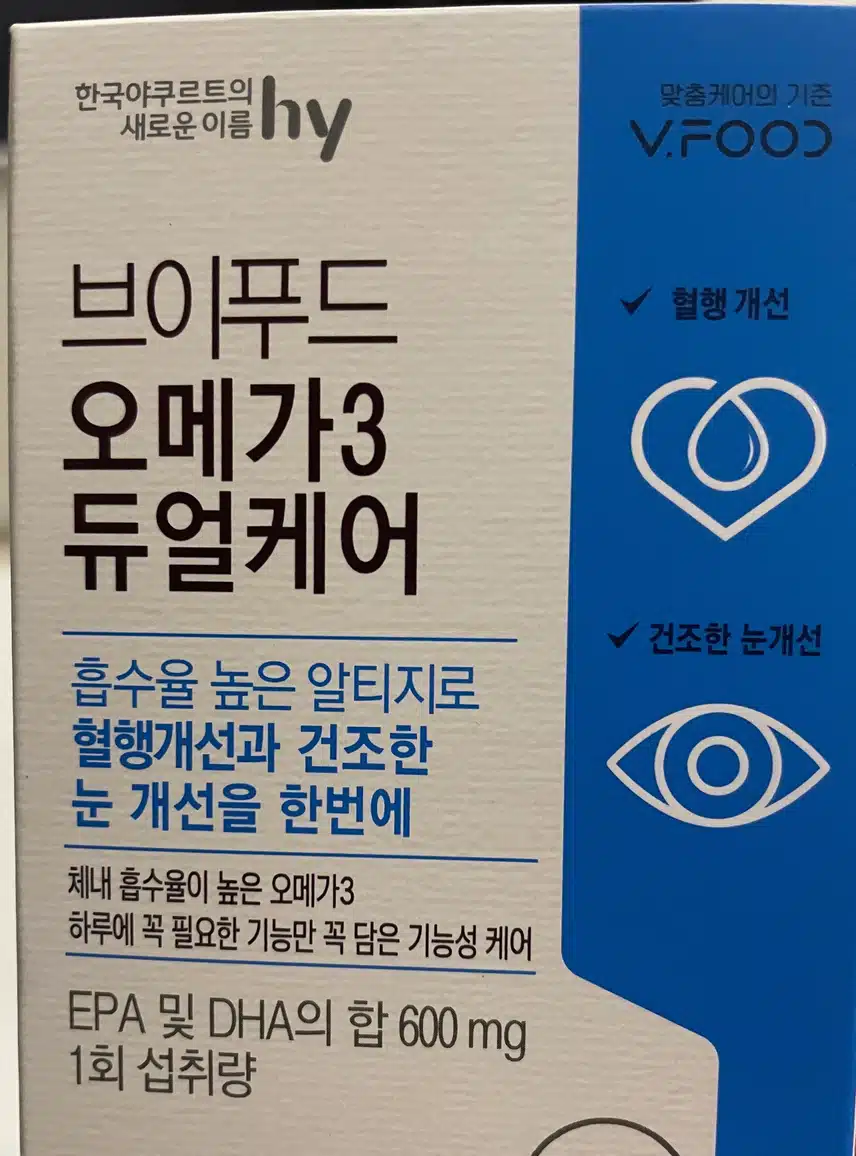 한국야쿠르트의
새로운 이름 hy
맞춤케어의 기준
V.FOOD
브이푸드
오메가3
듀얼케어
흡수율 높은 알티지로
혈행개선과 건조한
눈 개선을 한번에
체내 흡수율이 높은 오메가3
하루에 꼭 필요한 기능만 꼭 담은 기능성 케어
EPA 및 DHA의 합 600 mg
1회 섭취량
혈행 개선
건조한 눈개선